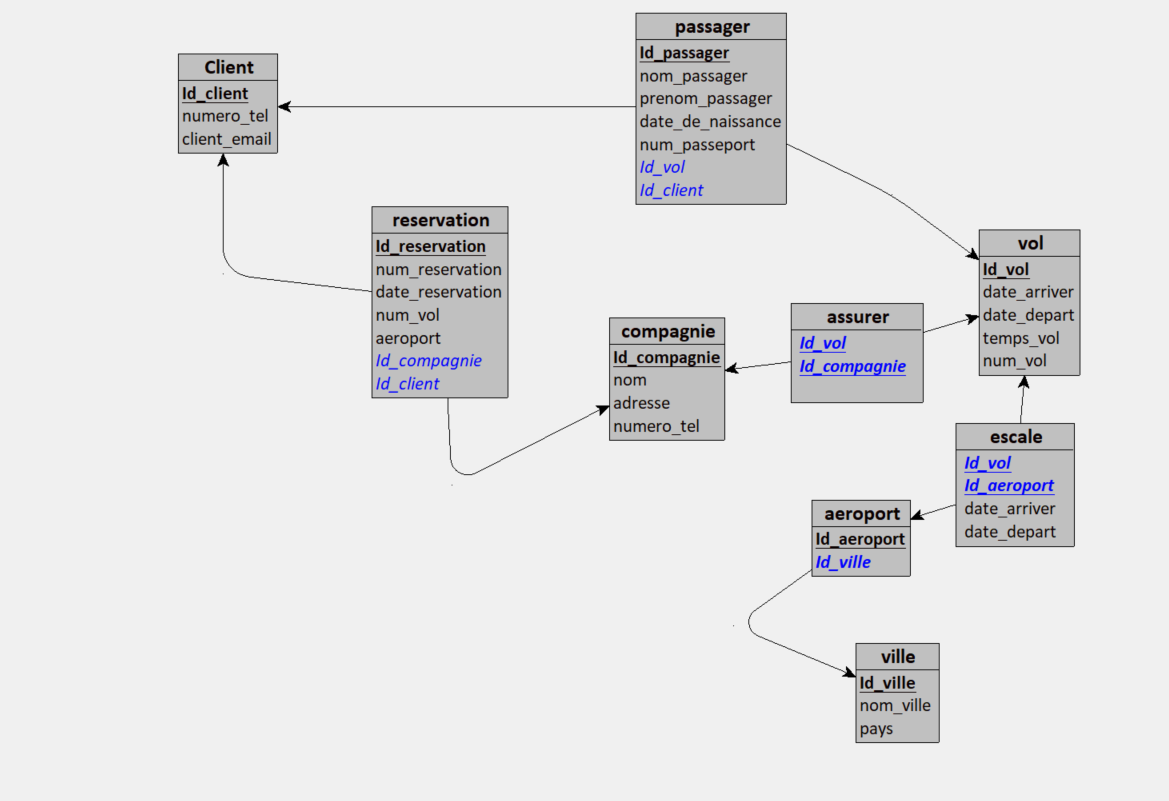 passager
Id_passager
nom_passager
prenom_passager
date_de_naissance
num_passeport
Id_vol
Id_client
Client
Id_client
numero_tel
client_email
reservation
Id_reservation
num_reservation
date_reservation
num_vol
aeroport
Id_compagnie
Id_client
vol
Id_vol
date_arriver
date_depart
temps_vol
num_vol
compagnie
Id_compagnie
nom
adresse
numero_tel
assurer
Id_vol
Id_compagnie
escale
Id_vol
Id_aeroport
date_arriver
date_depart
aeroport
Id_aeroport
Id_ville
ville
Id_ville
nom_ville
pays